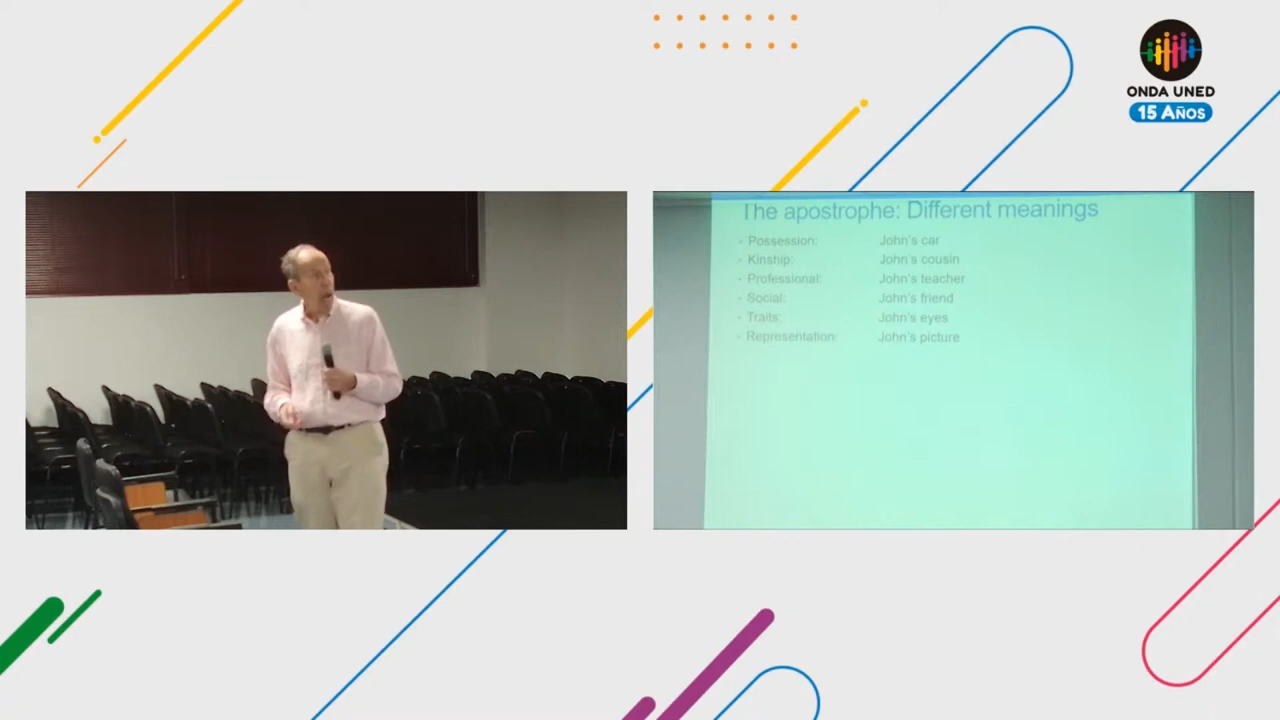 ONDA UNED
15 AÑOS
The apostrophe: Different meanings
- Possession: John's car
- Kinship: John's cousin
- Professional: John's teacher
- Social: John's friend
- Traits: John's eyes
- Representation: John's picture